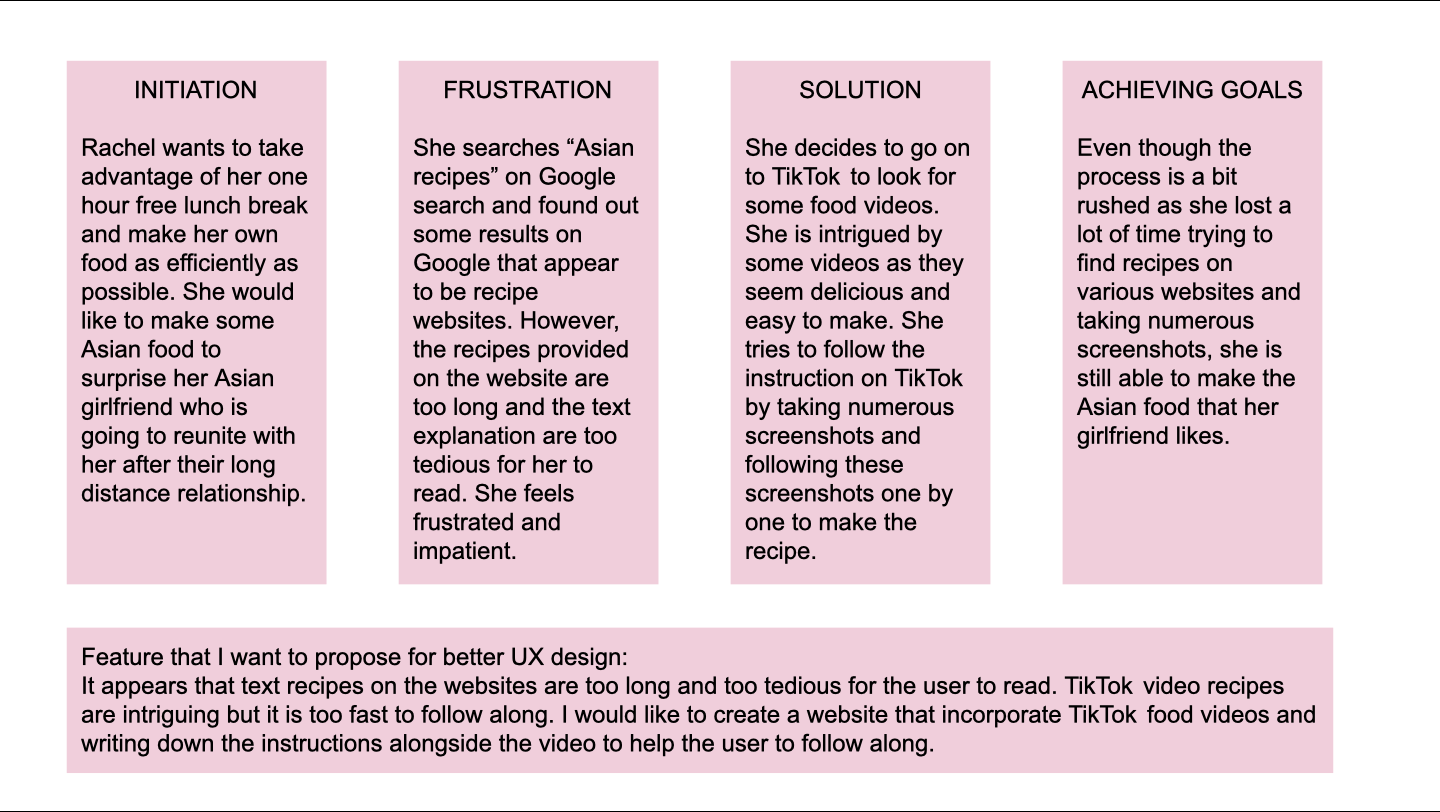 INITIATION
Rachel wants to take
advantage of her one
hour free lunch break
and make her own
food as efficiently as
possible. She would
like to make some
Asian food to
surprise her Asian
girlfriend who is
going to reunite with
her after their long
distance relationship.
FRUSTRATION
She searches “Asian
recipes” on Google
search and found out
some results on
Google that appear
to be recipe
websites. However,
the recipes provided
on the website are
too long and the text
explanation are too
tedious for her to
read. She feels
frustrated and
impatient.
SOLUTION
She decides to go on
to TikTok to look for
some food videos.
She is intrigued by
some videos as they
seem delicious and
easy to make. She
tries to follow the
instruction on TikTok
by taking numerous
screenshots and
following these
screenshots one by
one to make the
recipe.
ACHIEVING GOALS
Even though the
process is a bit
rushed as she lost a
lot of time trying to
find recipes on
various websites and
taking numerous
screenshots, she is
still able to make the
Asian food that her
girlfriend likes.
Feature that I want to propose for better UX design:
It appears that text recipes on the websites are too long and too tedious for the user to read. TikTok video recipes
are intriguing but it is too fast to follow along. I would like to create a website that incorporate TikTok food videos and
writing down the instructions alongside the video to help the user to follow along.